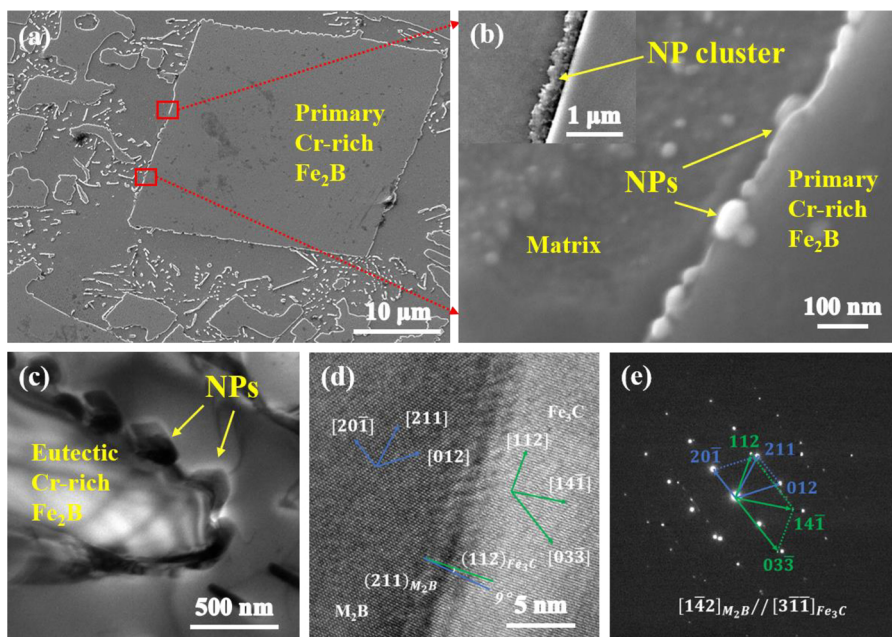 (a)
Primary
Cr-rich
Fe₂B
10 μm
(b)
NP cluster
1 μm
NPs
Primary
Cr-rich
Fe₂B
Matrix
100 nm
(c)
NPs
Eutectic
Cr-rich
Fe₂B
500 nm
(d)
Fe₃C
[201̅]
[211]
[012]
[112]
[141̅]
[033̅]
(112)Fe₃C
(211)M₂B
9°
M₂B
5 nm
(e)
112
211
201̅
012
141̅
033̅
[14̅2]M₂B//[31̅1̅]Fe₃C